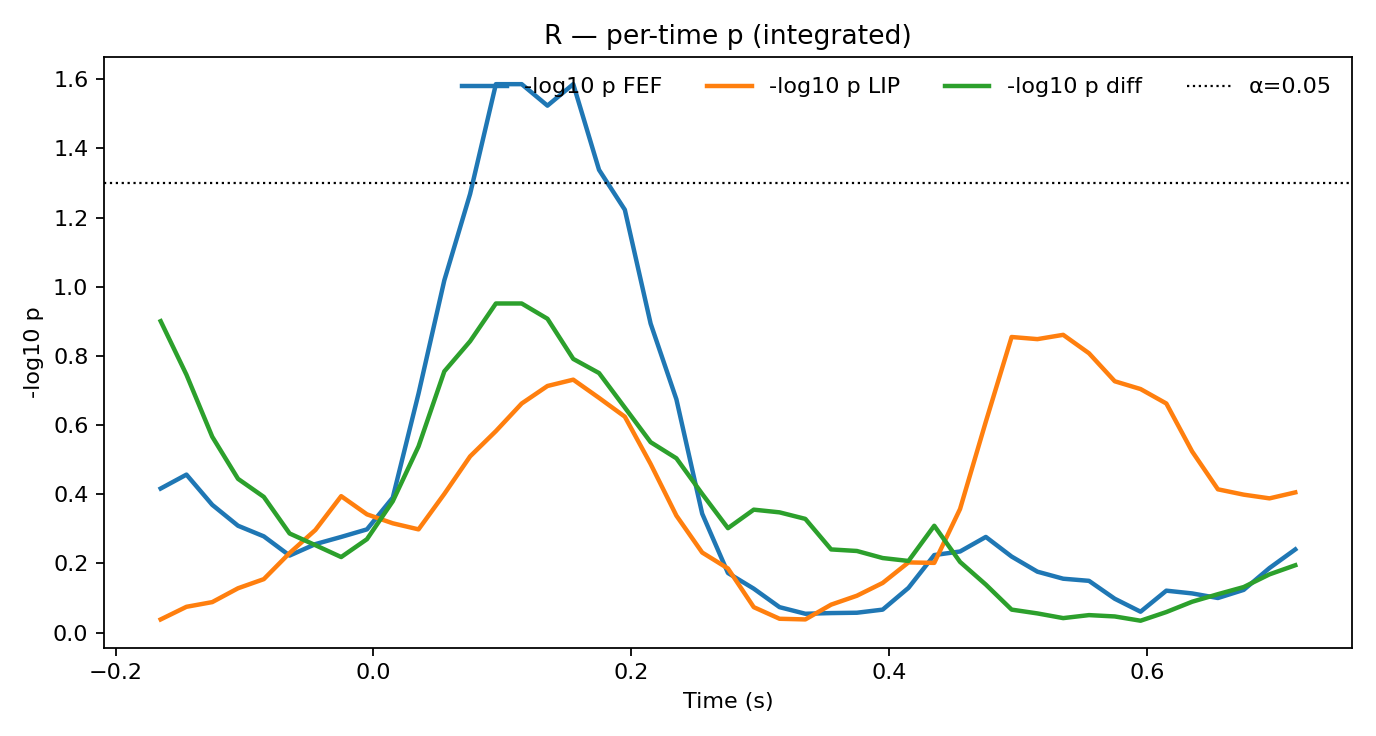 R — per-time p (integrated)
-log10 p FEF
-log10 p LIP
-log10 p diff
α=0.05
-log10 p
1.6
1.4
1.2
1.0
0.8
0.6
0.4
0.2
0.0
−0.2
0.0
0.2
0.4
0.6
Time (s)